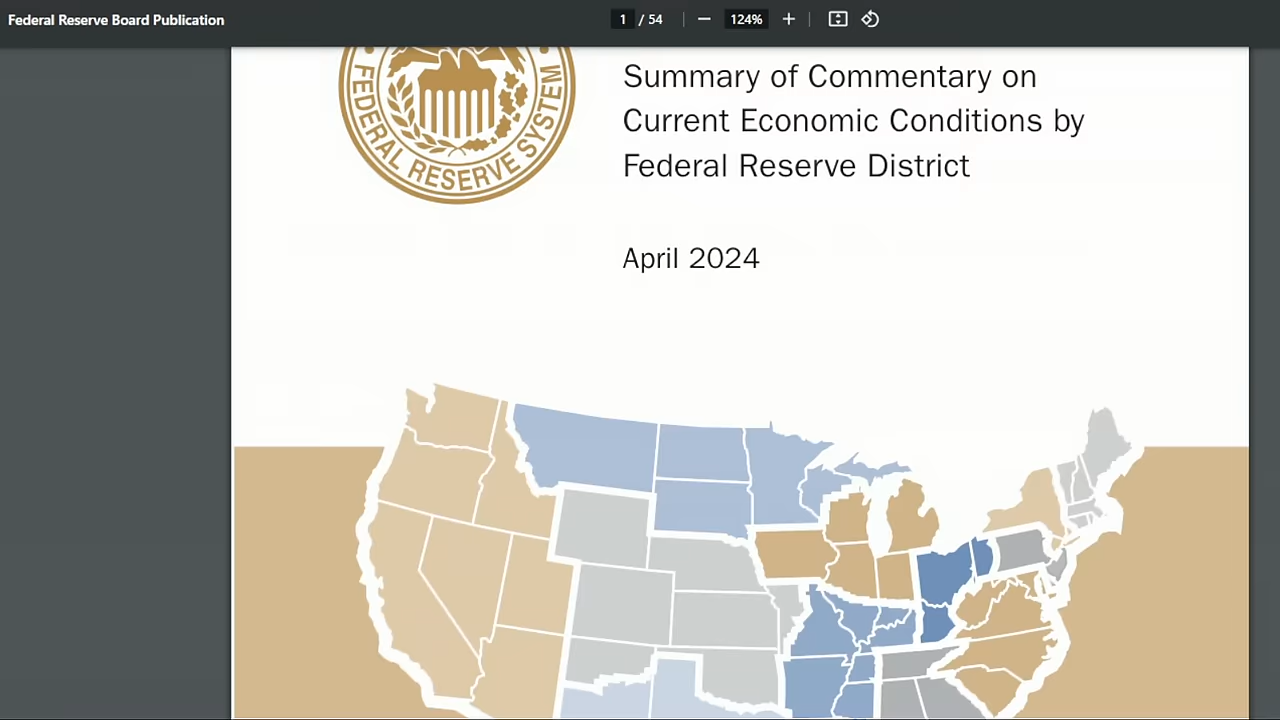 Federal Reserve Board Publication
1 / 54
124%
FEDERAL RESERVE SYSTEM
Summary of Commentary on
Current Economic Conditions by
Federal Reserve District
April 2024